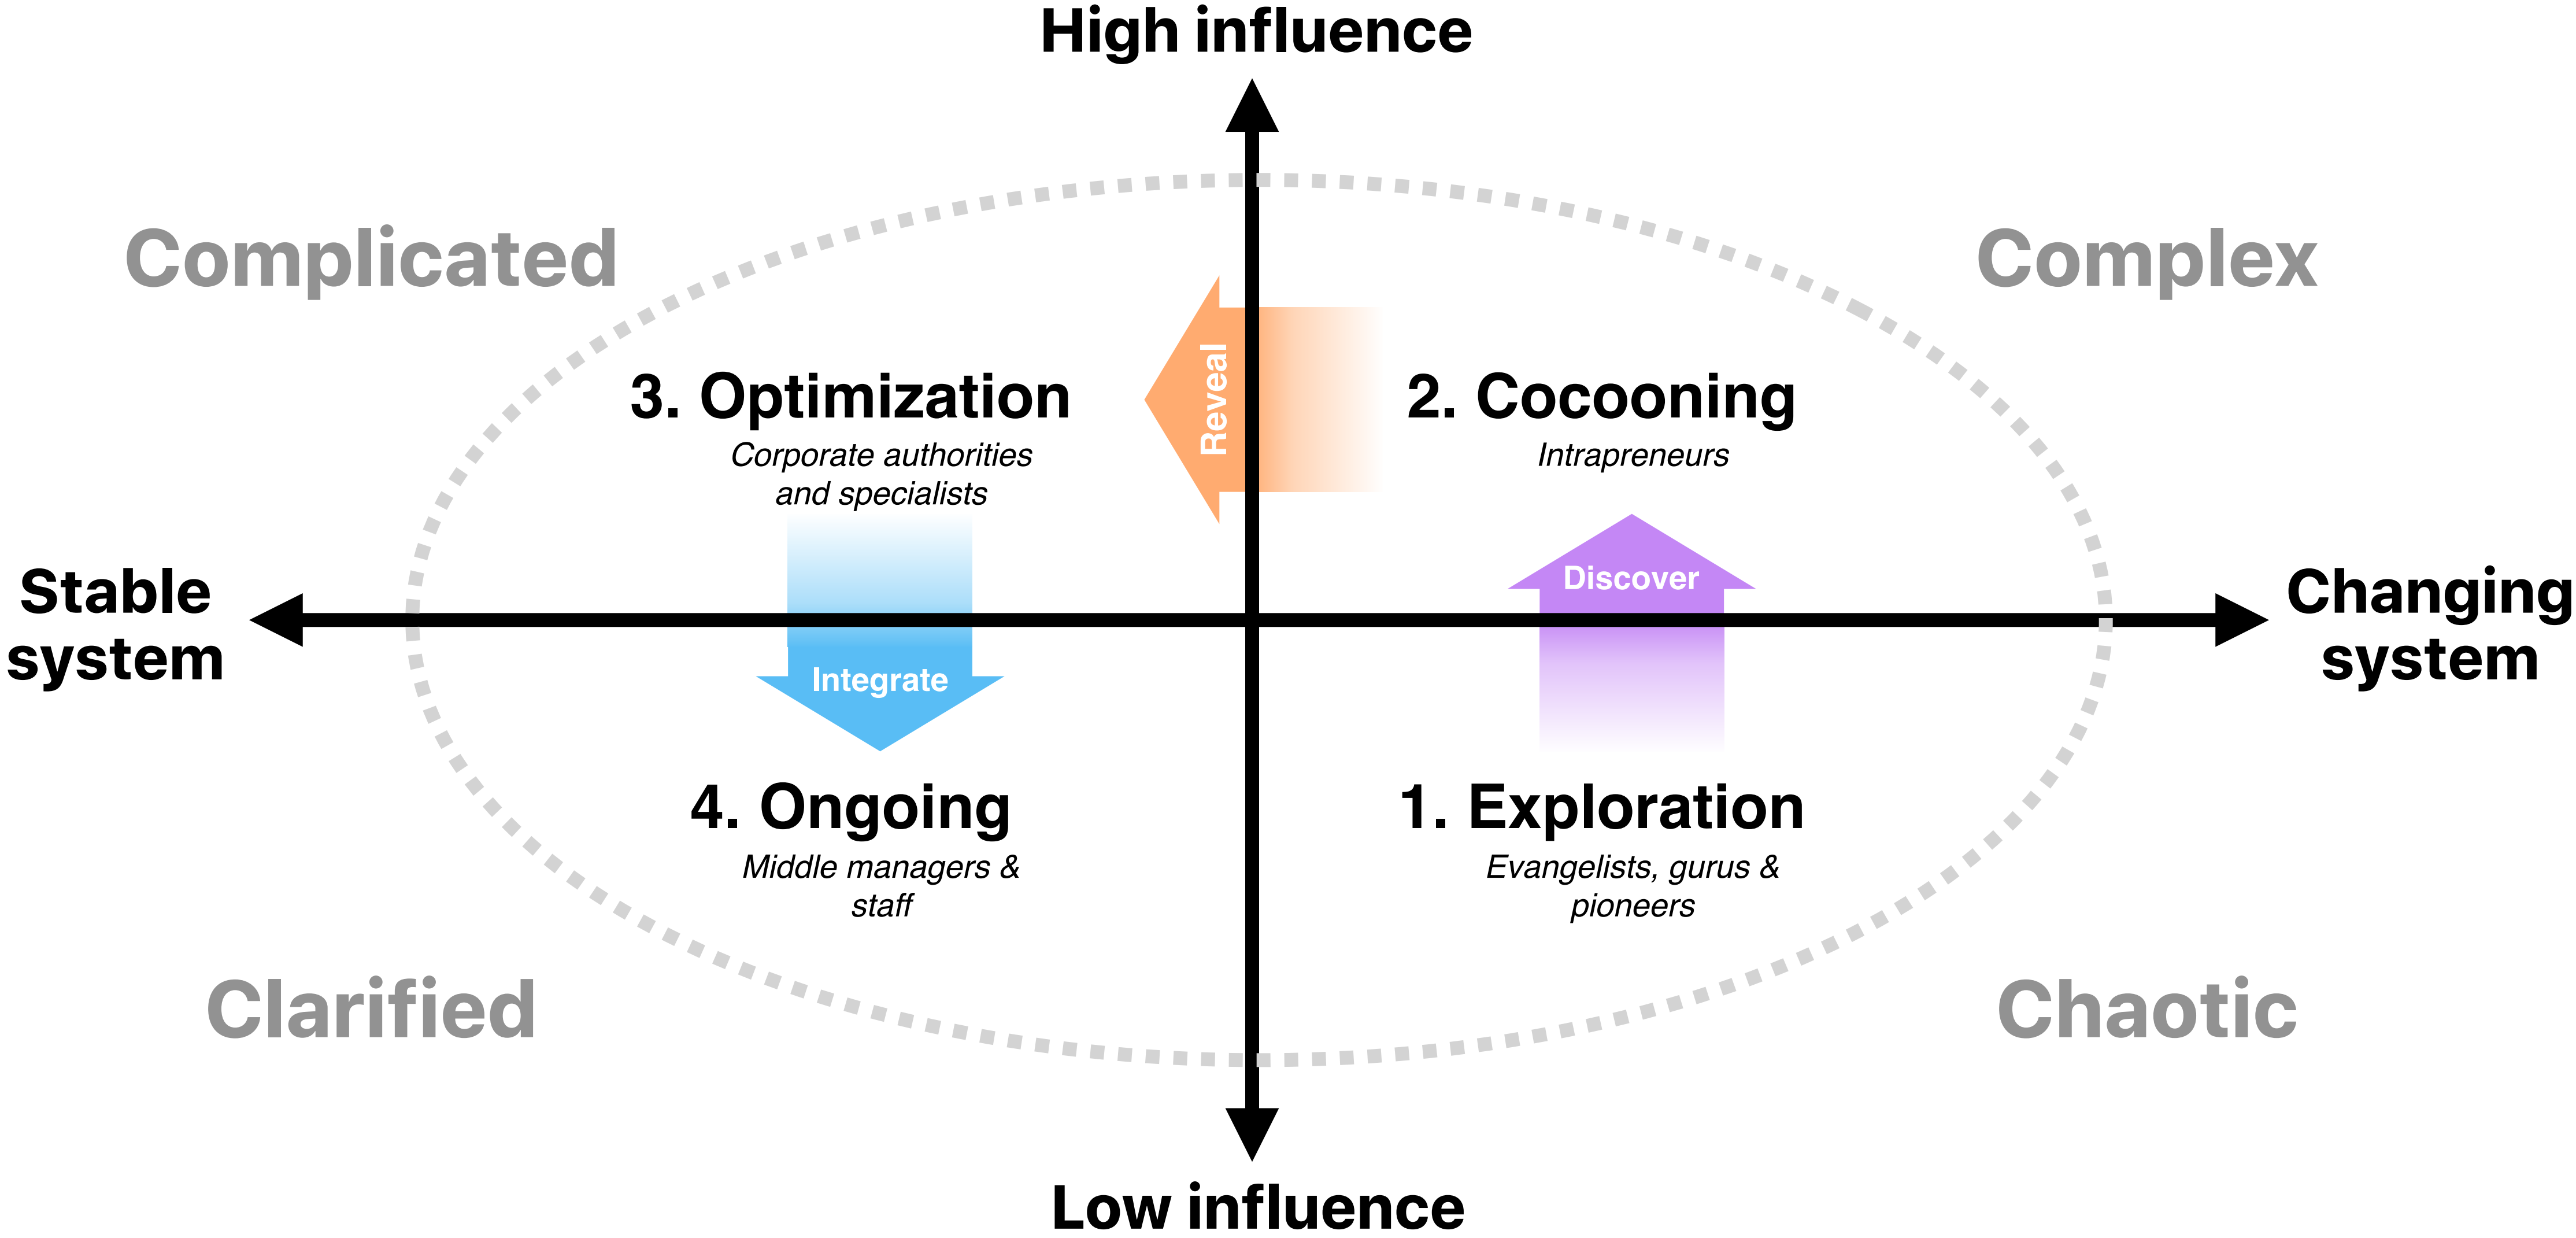 High influence
Complicated
Complex
Reveal
3. Optimization
Corporate authorities
and specialists
2. Cocooning
Intrapreneurs
Stable
system
Discover
Changing
system
Integrate
4. Ongoing
Middle managers &
staff
1. Exploration
Evangelists, gurus &
pioneers
Clarified
Chaotic
Low influence